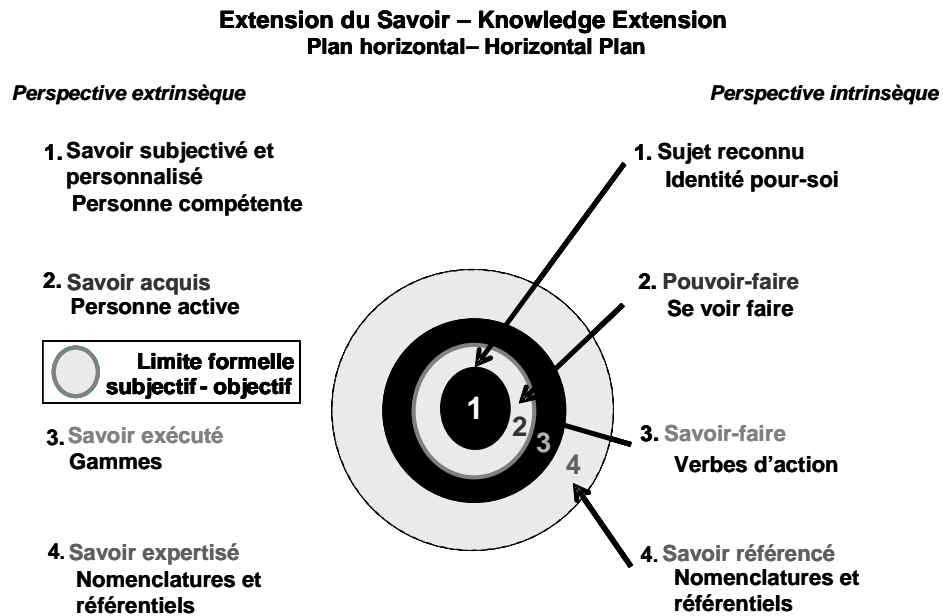 Extension du Savoir – Knowledge Extension
Plan horizontal– Horizontal Plan
Perspective extrinsèque
Perspective intrinsèque
1. Savoir subjectivé et
personnalisé
Personne compétente
1. Sujet reconnu
Identité pour-soi
2. Savoir acquis
Personne active
2. Pouvoir-faire
Se voir faire
Limite formelle
subjectif - objectif
1
2
3
4
3. Savoir exécuté
Gammes
3. Savoir-faire
Verbes d'action
4. Savoir expertisé
Nomenclatures et
référentiels
4. Savoir référencé
Nomenclatures et
référentiels